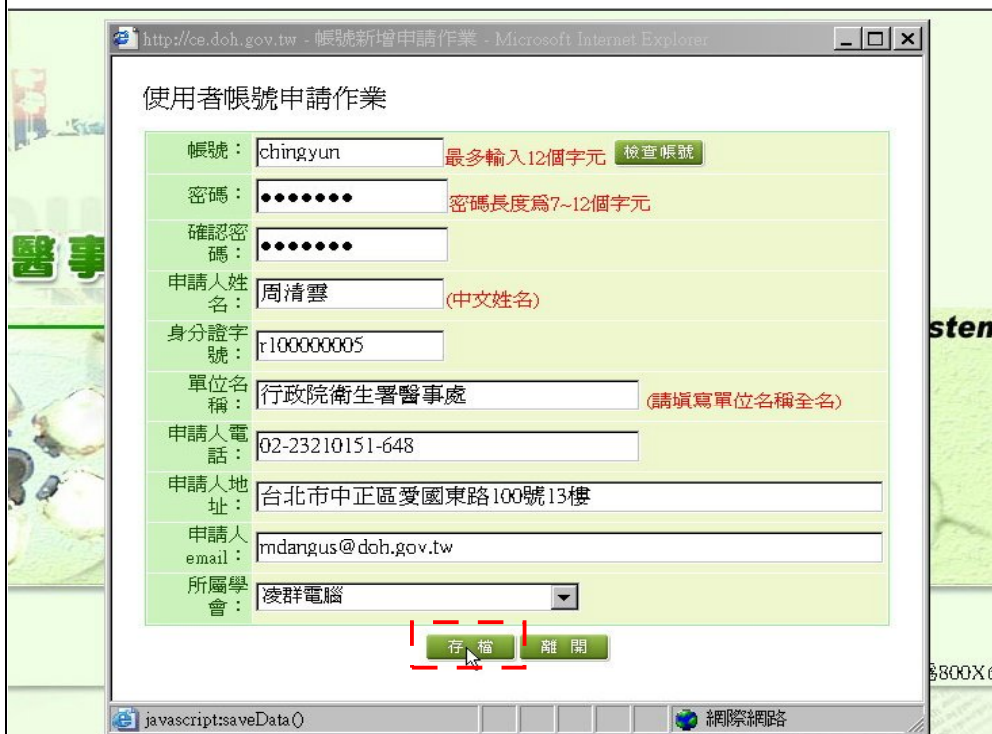 http://ce.doh.gov.tw - 帳號新增申請作業 - Microsoft Internet Explorer
使用者帳號申請作業
帳號： chingyun 最多輸入12個字元 檢查帳號
密碼： ●●●●●●● 密碼長度爲7~12個字元
確認密碼： ●●●●●●●
醫事
申請人姓名： 周清雲 (中文姓名)
身分證字號： r100000005
stem
單位名稱： 行政院衛生署醫事處 (請填寫單位名稱全名)
申請人電話： 02-23210151-648
申請人地址： 台北市中正區愛國東路100號13樓
申請人email： mdangus@doh.gov.tw
所屬學會： 凌群電腦
存檔 離開
800X6
javascript:saveData() 網際網路